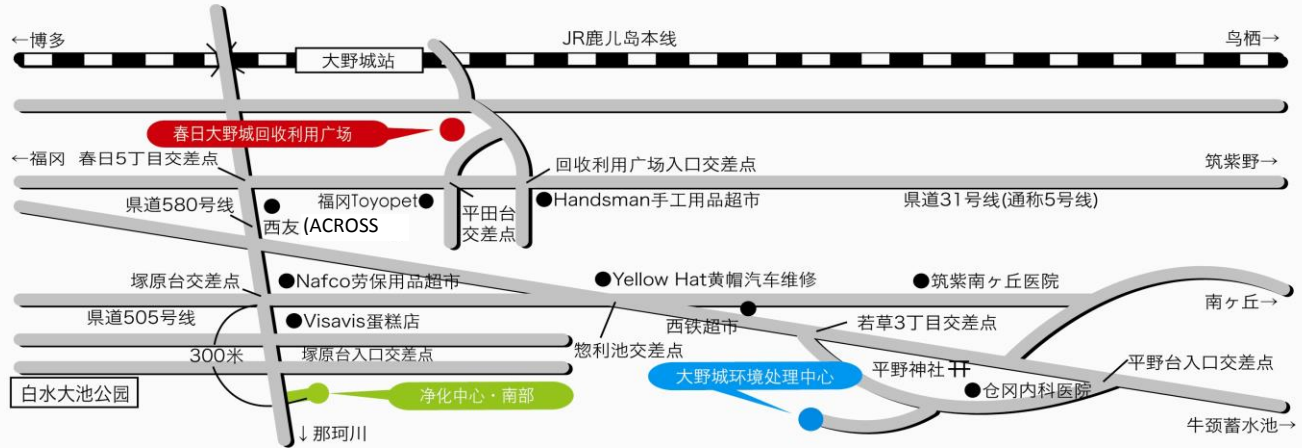 ←博多
JR鹿儿岛本线
鸟栖→
大野城站
春日大野城回收利用广场
←福冈
春日5丁目交差点
回收利用广场入口交差点
筑紫野→
県道580号线
福冈Toyopet
平田台
交差点
Handsman手工用品超市
県道31号线(通称5号线)
西友 (ACROSS
塚原台交差点
Nafco劳保用品超市
Yellow Hat黄帽汽车维修
筑紫南ヶ丘医院
南ヶ丘→
県道505号线
Visavis蛋糕店
西铁超市
若草3丁目交差点
300米
塚原台入口交差点
惣利池交差点
平野神社
平野台入口交差点
白水大池公园
净化中心・南部
大野城环境处理中心
仓冈内科医院
↓那珂川
牛颈蓄水池→